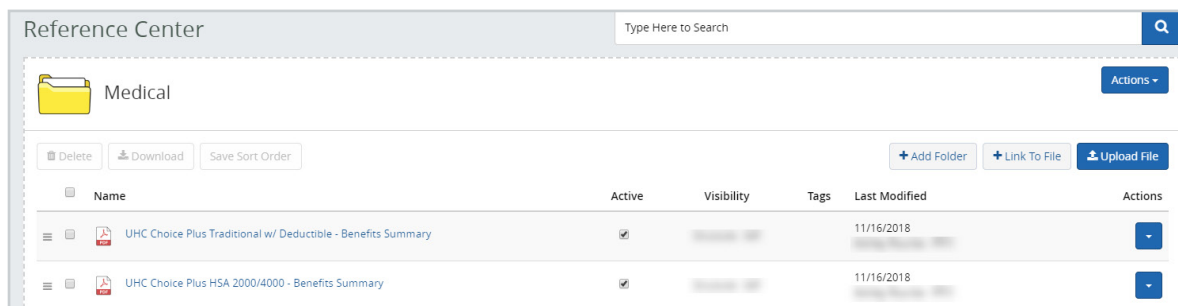 Reference Center
Type Here to Search
Medical
Actions
Delete Download Save Sort Order + Add Folder + Link To File Upload File
Name Active Visibility Tags Last Modified Actions
PDF UHC Choice Plus Traditional w/ Deductible - Benefits Summary 11/16/2018
PDF UHC Choice Plus HSA 2000/4000 - Benefits Summary 11/16/2018